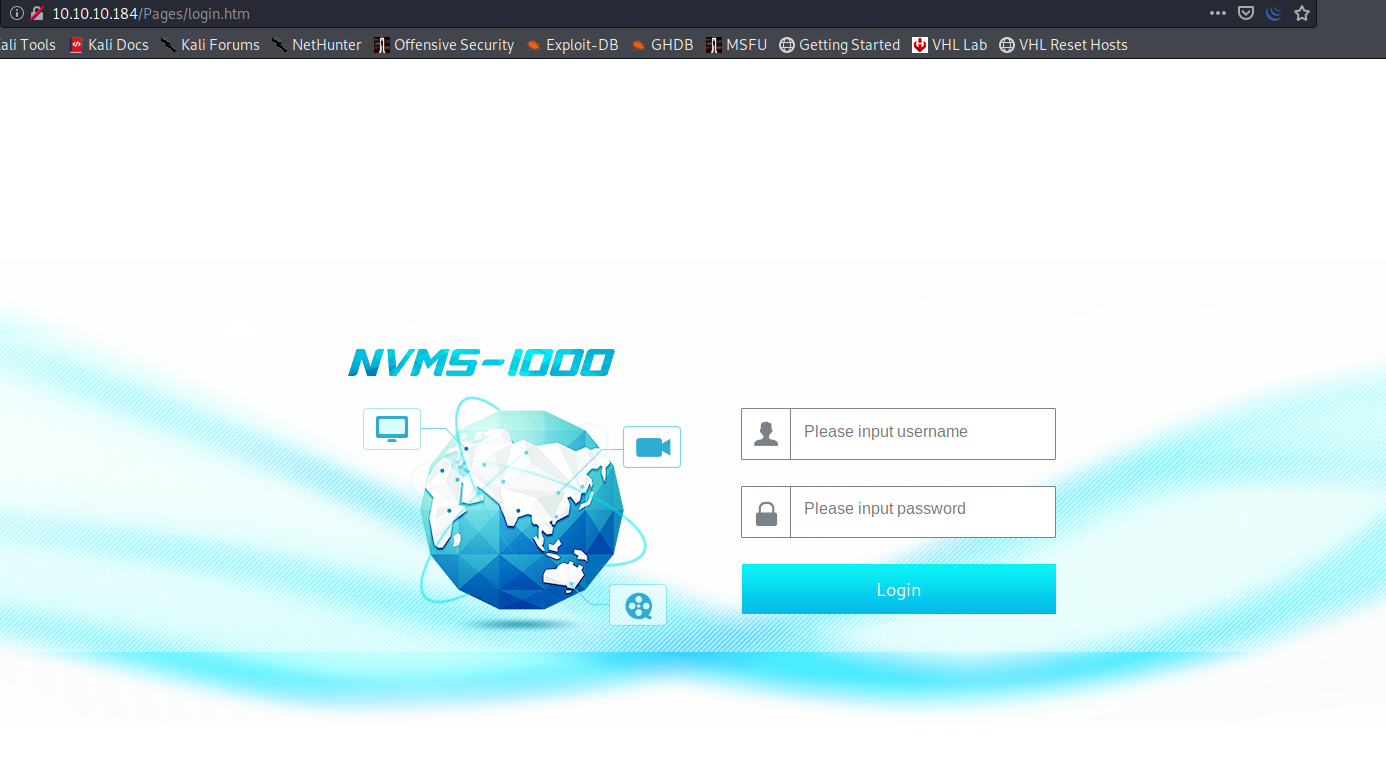 10.10.10.184/Pages/login.htm
ali Tools Kali Docs Kali Forums NetHunter Offensive Security Exploit-DB GHDB MSFU Getting Started VHL Lab VHL Reset Hosts
NVMS-1000
Please input username
Please input password
Login